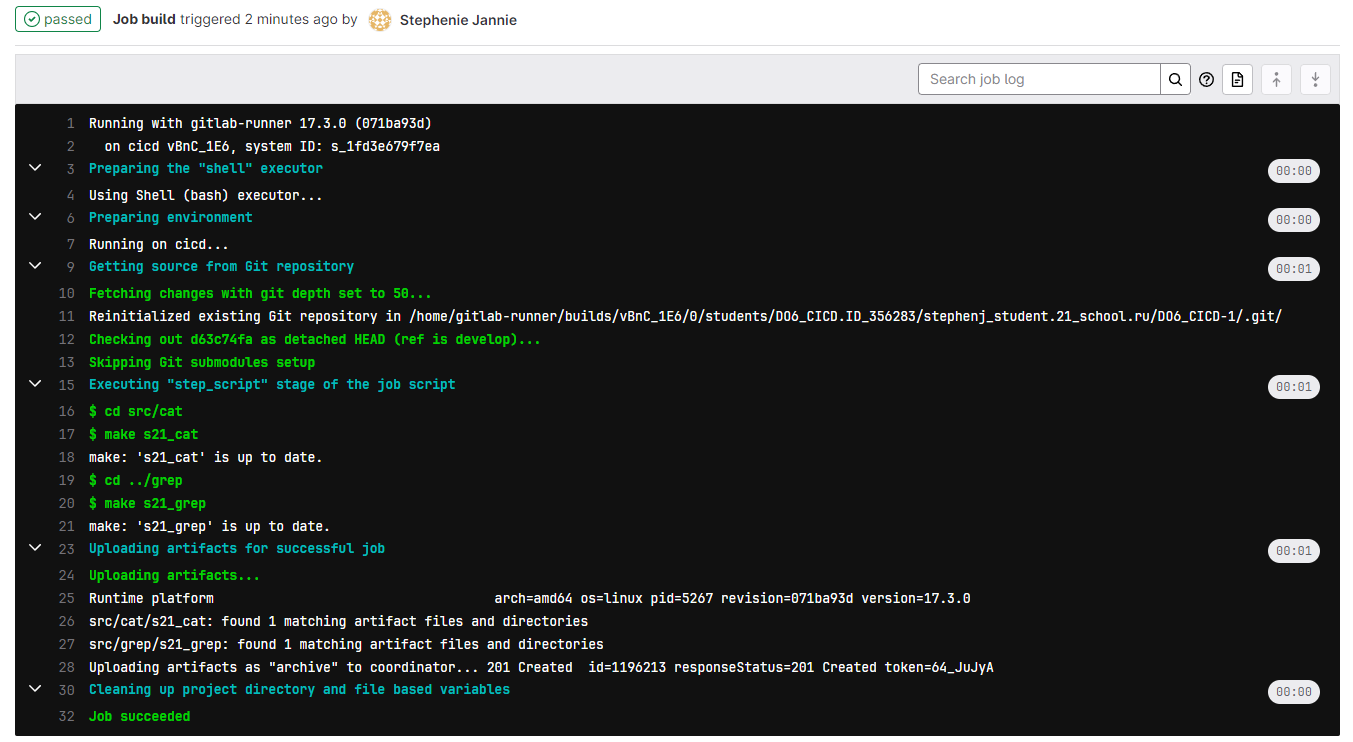 passed Job build triggered 2 minutes ago by Stephenie Jannie
Search job log
1 Running with gitlab-runner 17.3.0 (071ba93d)
2 on cicd vBnC_1E6, system ID: s_1fd3e679f7ea
3 Preparing the "shell" executor 00:00
4 Using Shell (bash) executor...
6 Preparing environment 00:00
7 Running on cicd...
9 Getting source from Git repository 00:01
10 Fetching changes with git depth set to 50...
11 Reinitialized existing Git repository in /home/gitlab-runner/builds/vBnC_1E6/0/students/DO6_CICD.ID_356283/stephenj_student.21_school.ru/DO6_CICD-1/.git/
12 Checking out d63c74fa as detached HEAD (ref is develop)...
13 Skipping Git submodules setup
15 Executing "step_script" stage of the job script 00:01
16 $ cd src/cat
17 $ make s21_cat
18 make: 's21_cat' is up to date.
19 $ cd ../grep
20 $ make s21_grep
21 make: 's21_grep' is up to date.
23 Uploading artifacts for successful job 00:01
24 Uploading artifacts...
25 Runtime platform arch=amd64 os=linux pid=5267 revision=071ba93d version=17.3.0
26 src/cat/s21_cat: found 1 matching artifact files and directories
27 src/grep/s21_grep: found 1 matching artifact files and directories
28 Uploading artifacts as "archive" to coordinator... 201 Created id=1196213 responseStatus=201 Created token=64_JuJyA
30 Cleaning up project directory and file based variables 00:00
32 Job succeeded